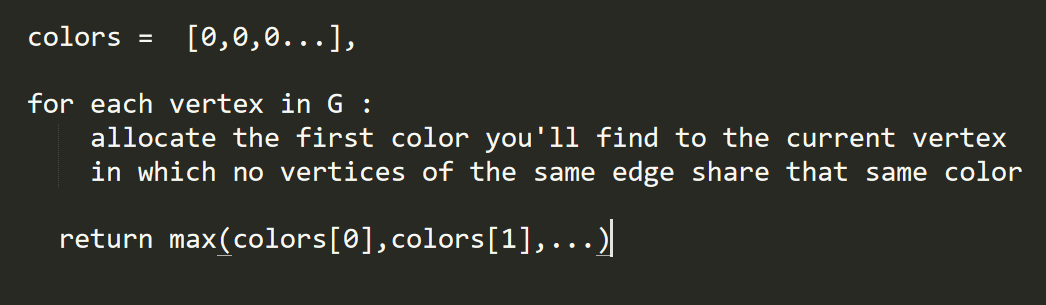 colors =  [0,0,0...],
for each vertex in G :
allocate the first color you'll find to the current vertex
in which no vertices of the same edge share that same color
return max(colors[0],colors[1],...)